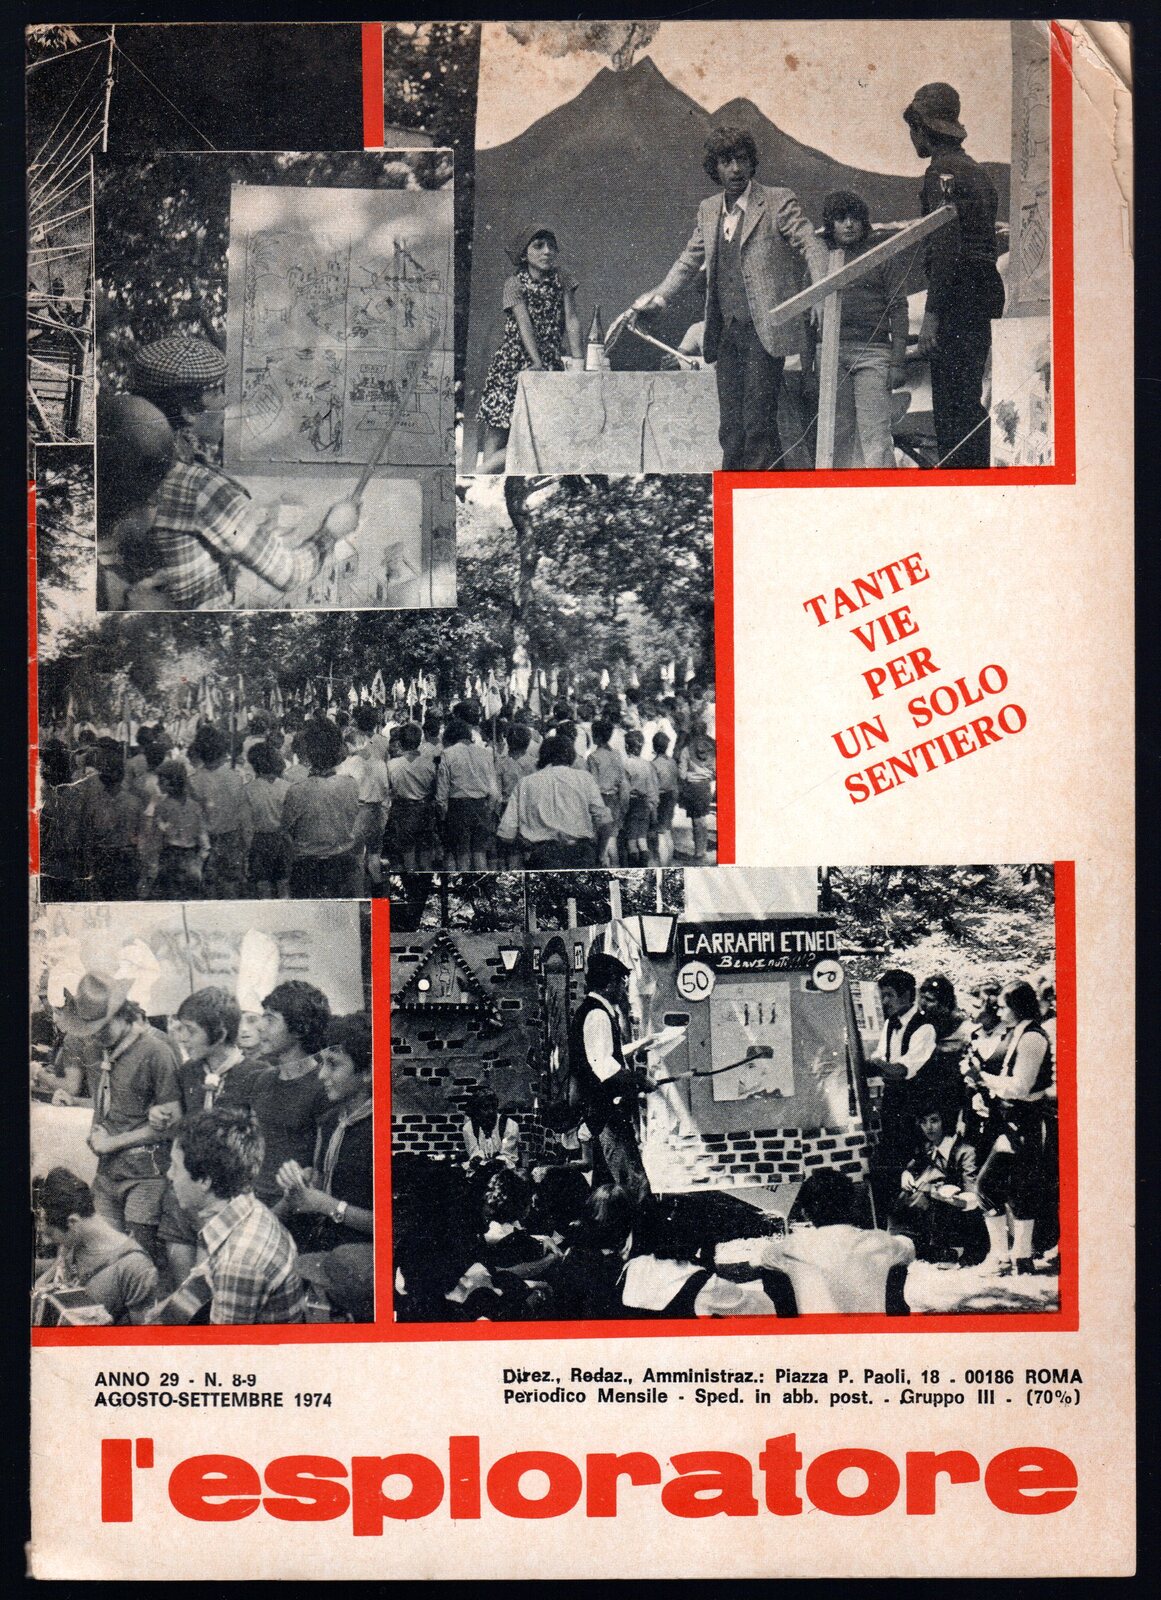 TANTE
VIE
PER
UN SOLO
SENTIERO
CARRAPIPI ETNEO
50
ANNO 29 - N. 8-9
AGOSTO-SETTEMBRE 1974
Direz., Redaz., Amministraz.: Piazza P. Paoli, 18 - 00186 ROMA
Periodico Mensile - Sped. in abb. post. - Gruppo III - (70%)
l'esploratore